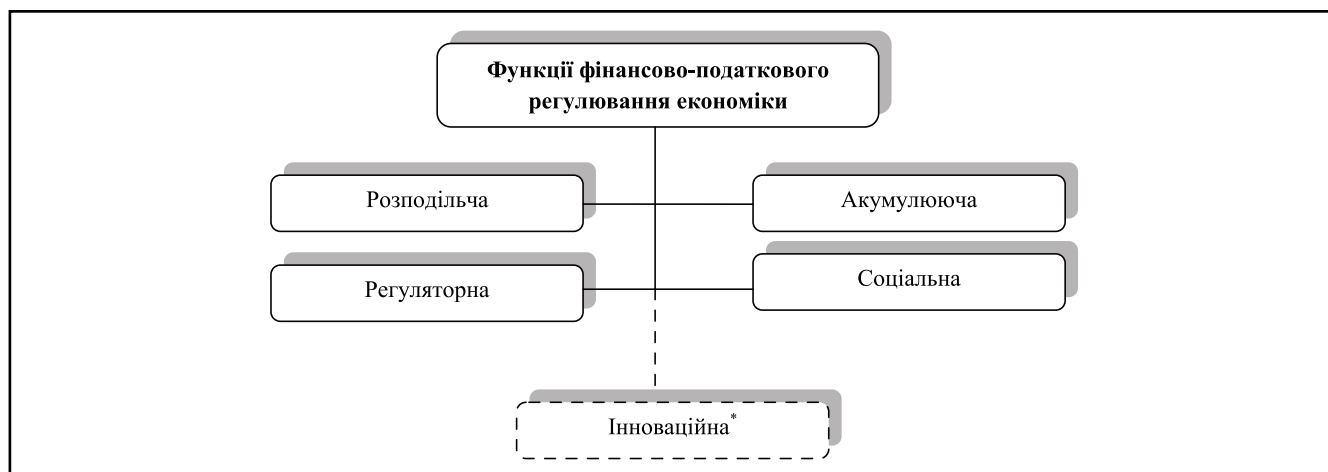 Функції фінансово-податкового
регулювання економіки
Розподільча
Акумулююча
Регуляторна
Соціальна
Інноваційна*